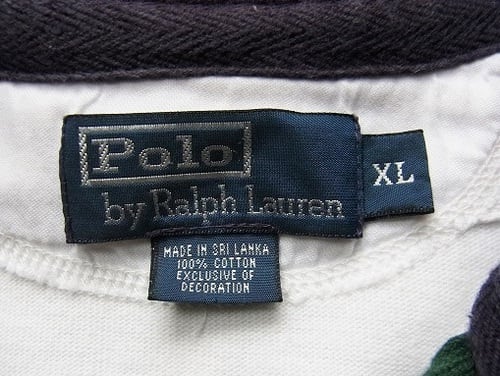 Polo
by Ralph Lauren
XL
MADE IN SRI LANKA
100% COTTON
EXCLUSIVE OF
DECORATION